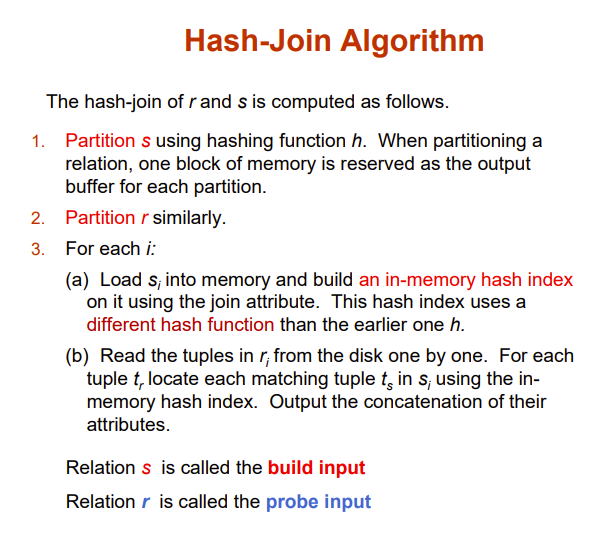 Hash-Join Algorithm
The hash-join of r and s is computed as follows.
1. Partition s using hashing function h. When partitioning a
relation, one block of memory is reserved as the output
buffer for each partition.
2. Partition r similarly.
3. For each i:
(a) Load si into memory and build an in-memory hash index
on it using the join attribute. This hash index uses a
different hash function than the earlier one h.
(b) Read the tuples in ri from the disk one by one. For each
tuple tr locate each matching tuple ts in si using the in-
memory hash index. Output the concatenation of their
attributes.
Relation s is called the build input
Relation r is called the probe input